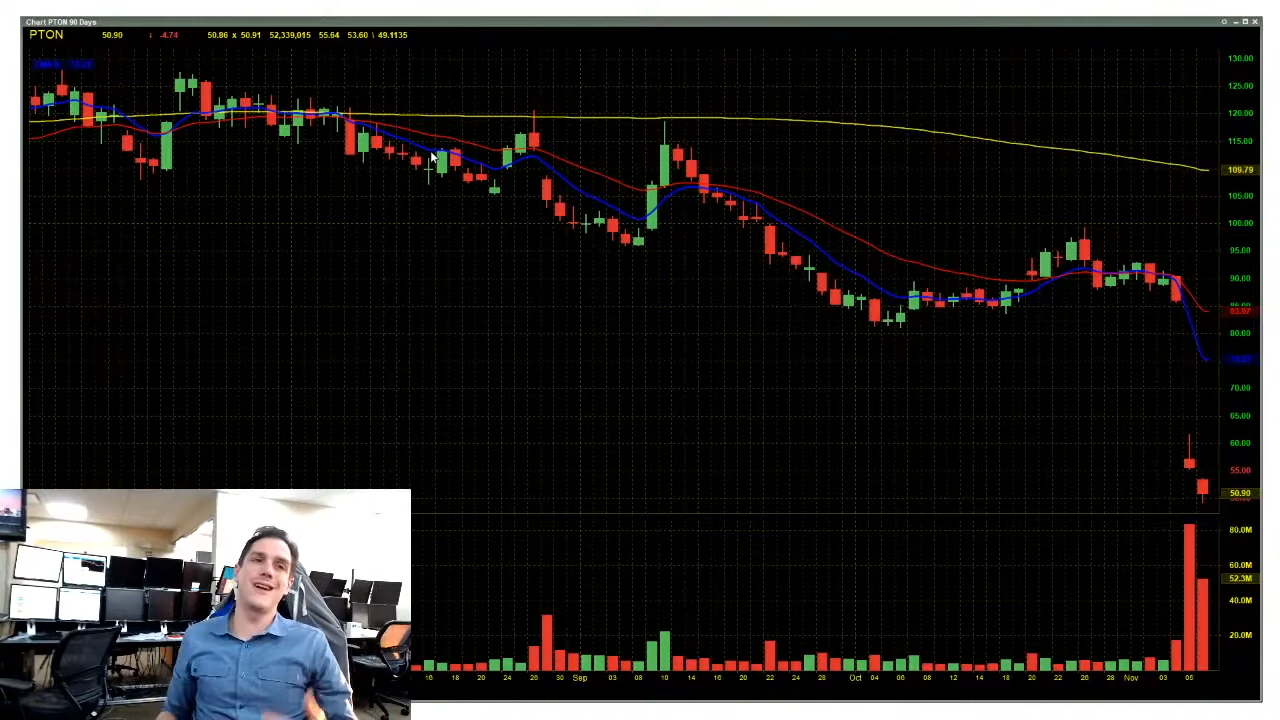 Chart PTON 90 Days
PTON 50.90 ↓ -4.74 50.86 x 50.91 52,339,015 55.64 53.60 \ 49.1135
130.00
125.00
120.00
115.00
109.79
105.00
100.00
95.00
90.00
85.00
83.97
80.00
70.00
65.00
60.00
55.00
50.90
80.0M
60.0M
52.3M
40.0M
20.0M
16 18 20 24 26 30 Sep 03 08 10 14 16 20 22 24 28 Oct 04 06 08 12 14 18 20 22 26 28 Nov 03 05